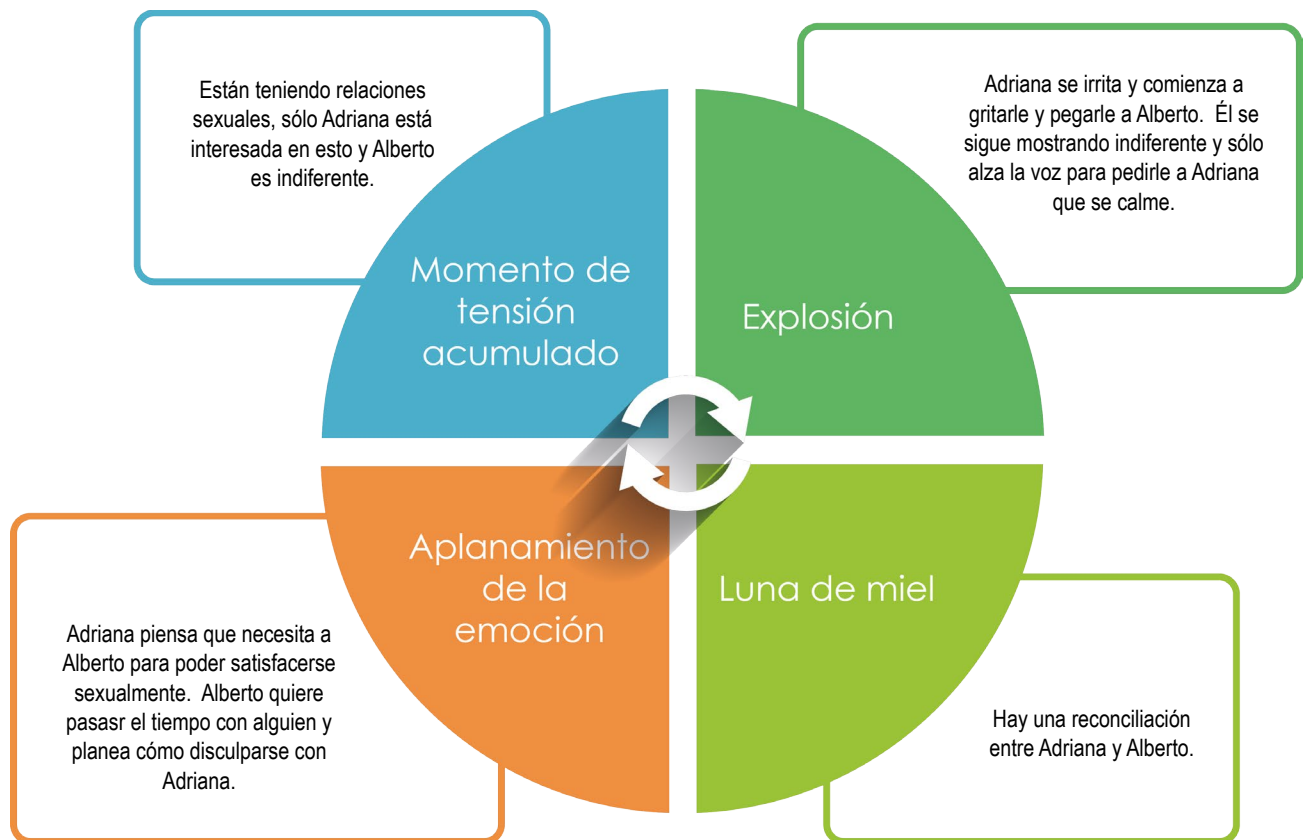 Están teniendo relaciones
sexuales, sólo Adriana está
interesada en esto y Alberto
es indiferente.
Adriana se irrita y comienza a
gritarle y pegarle a Alberto.  Él se
sigue mostrando indiferente y sólo
alza la voz para pedirle a Adriana
que se calme.
Momento de
tensión
acumulado
Explosión
Aplanamiento
de la
emoción
Luna de miel
Adriana piensa que necesita a
Alberto para poder satisfacerse
sexualmente.  Alberto quiere
pasasr el tiempo con alguien y
planea cómo disculparse con
Adriana.
Hay una reconciliación
entre Adriana y Alberto.